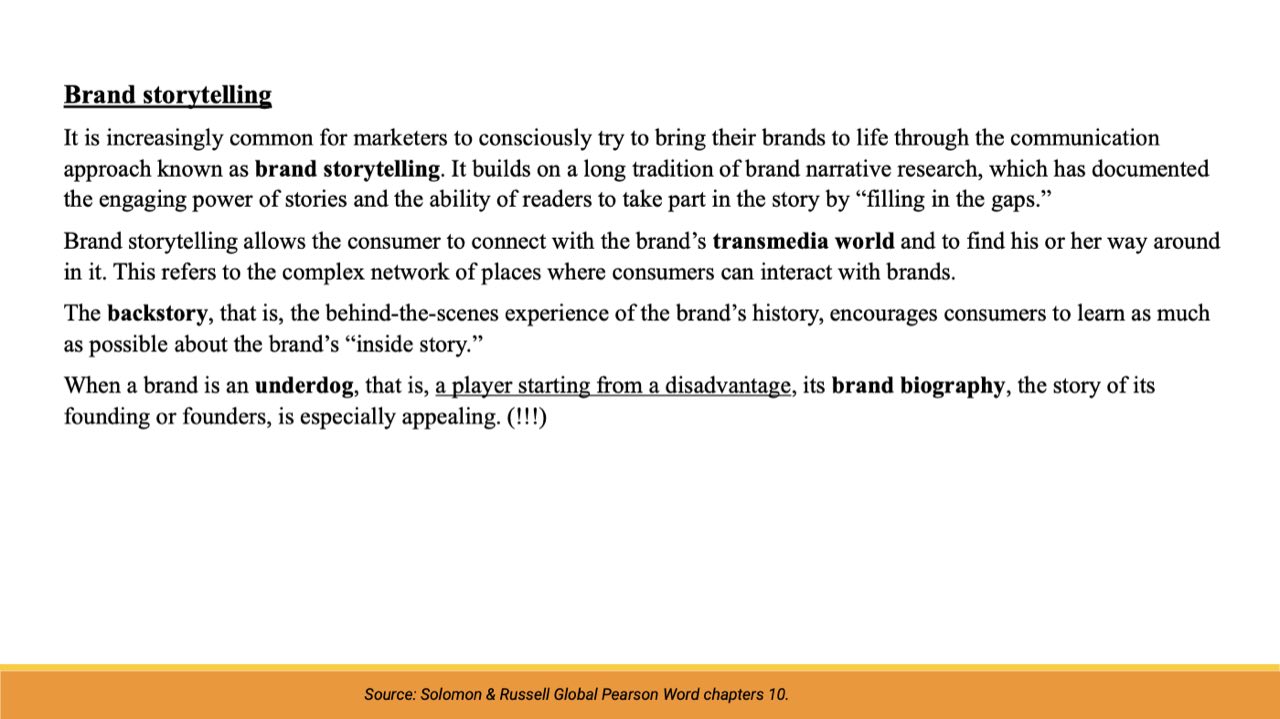 Brand storytelling
It is increasingly common for marketers to consciously try to bring their brands to life through the communication
approach known as brand storytelling. It builds on a long tradition of brand narrative research, which has documented
the engaging power of stories and the ability of readers to take part in the story by “filling in the gaps.”
Brand storytelling allows the consumer to connect with the brand’s transmedia world and to find his or her way around
in it. This refers to the complex network of places where consumers can interact with brands.
The backstory, that is, the behind-the-scenes experience of the brand’s history, encourages consumers to learn as much
as possible about the brand’s “inside story.”
When a brand is an underdog, that is, a player starting from a disadvantage, its brand biography, the story of its
founding or founders, is especially appealing. (!!!)
Source: Solomon & Russell Global Pearson Word chapters 10.